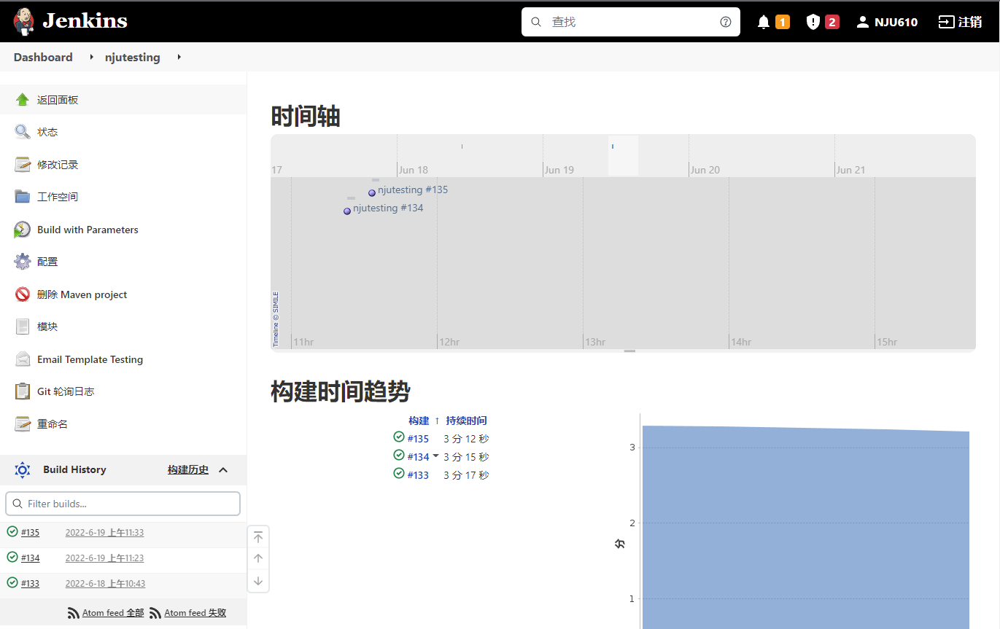 Jenkins
查找
1
2
NJU610
注销
Dashboard
njutesting
返回面板
状态
修改记录
工作空间
Build with Parameters
配置
删除 Maven project
模块
Email Template Testing
Git 轮询日志
重命名
Build History
构建历史
Filter builds...
#135 2022-6-19 上午11:33
#134 2022-6-19 上午11:23
#133 2022-6-18 上午10:43
Atom feed 全部 Atom feed 失败
时间轴
17 Jun 18 Jun 19 Jun 20 Jun 21
njutesting #135
njutesting #134
Timeline © SIMILE
11hr 12hr 13hr 14hr 15hr
构建时间趋势
构建 ↑ 持续时间
#135 3 分 12 秒
#134 3 分 15 秒
#133 3 分 17 秒
3
2
分
1